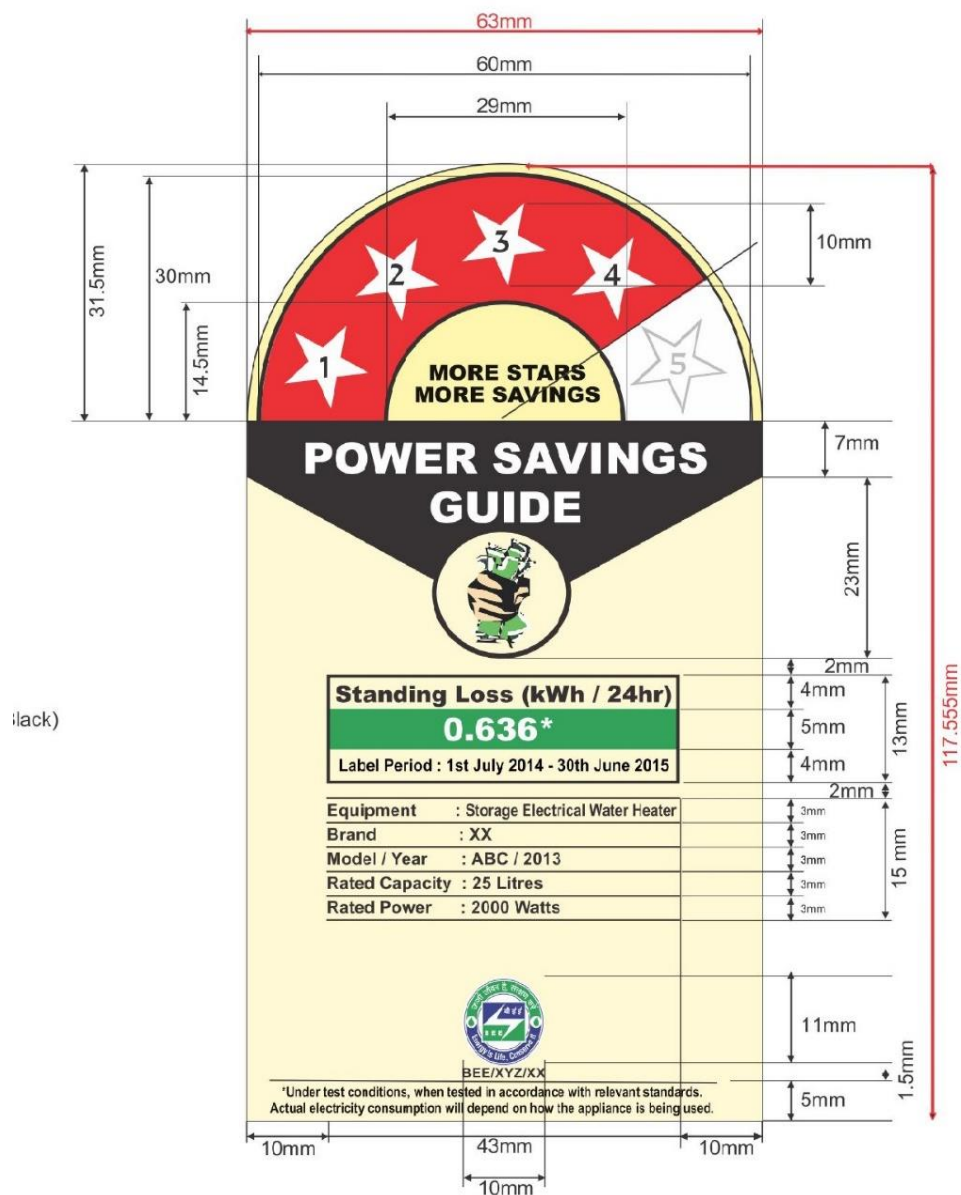 63mm
60mm
29mm
31.5mm
30mm
14.5mm
10mm
1
2
3
4
5
MORE STARS
MORE SAVINGS
7mm
POWER SAVINGS
GUIDE
23mm
117.555mm
2mm
Standing Loss (kWh / 24hr)
4mm
0.636*
5mm
13mm
lack)
Label Period : 1st July 2014 - 30th June 2015
4mm
2mm
Equipment : Storage Electrical Water Heater
3mm
Brand : XX
3mm
Model / Year : ABC / 2013
3mm
15 mm
Rated Capacity : 25 Litres
3mm
Rated Power : 2000 Watts
3mm
11mm
Energy is Life, Conserve it
BEE/XYZ/XX
1.5mm
*Under test conditions, when tested in accordance with relevant standards.
Actual electricity consumption will depend on how the appliance is being used.
5mm
10mm
43mm
10mm
10mm